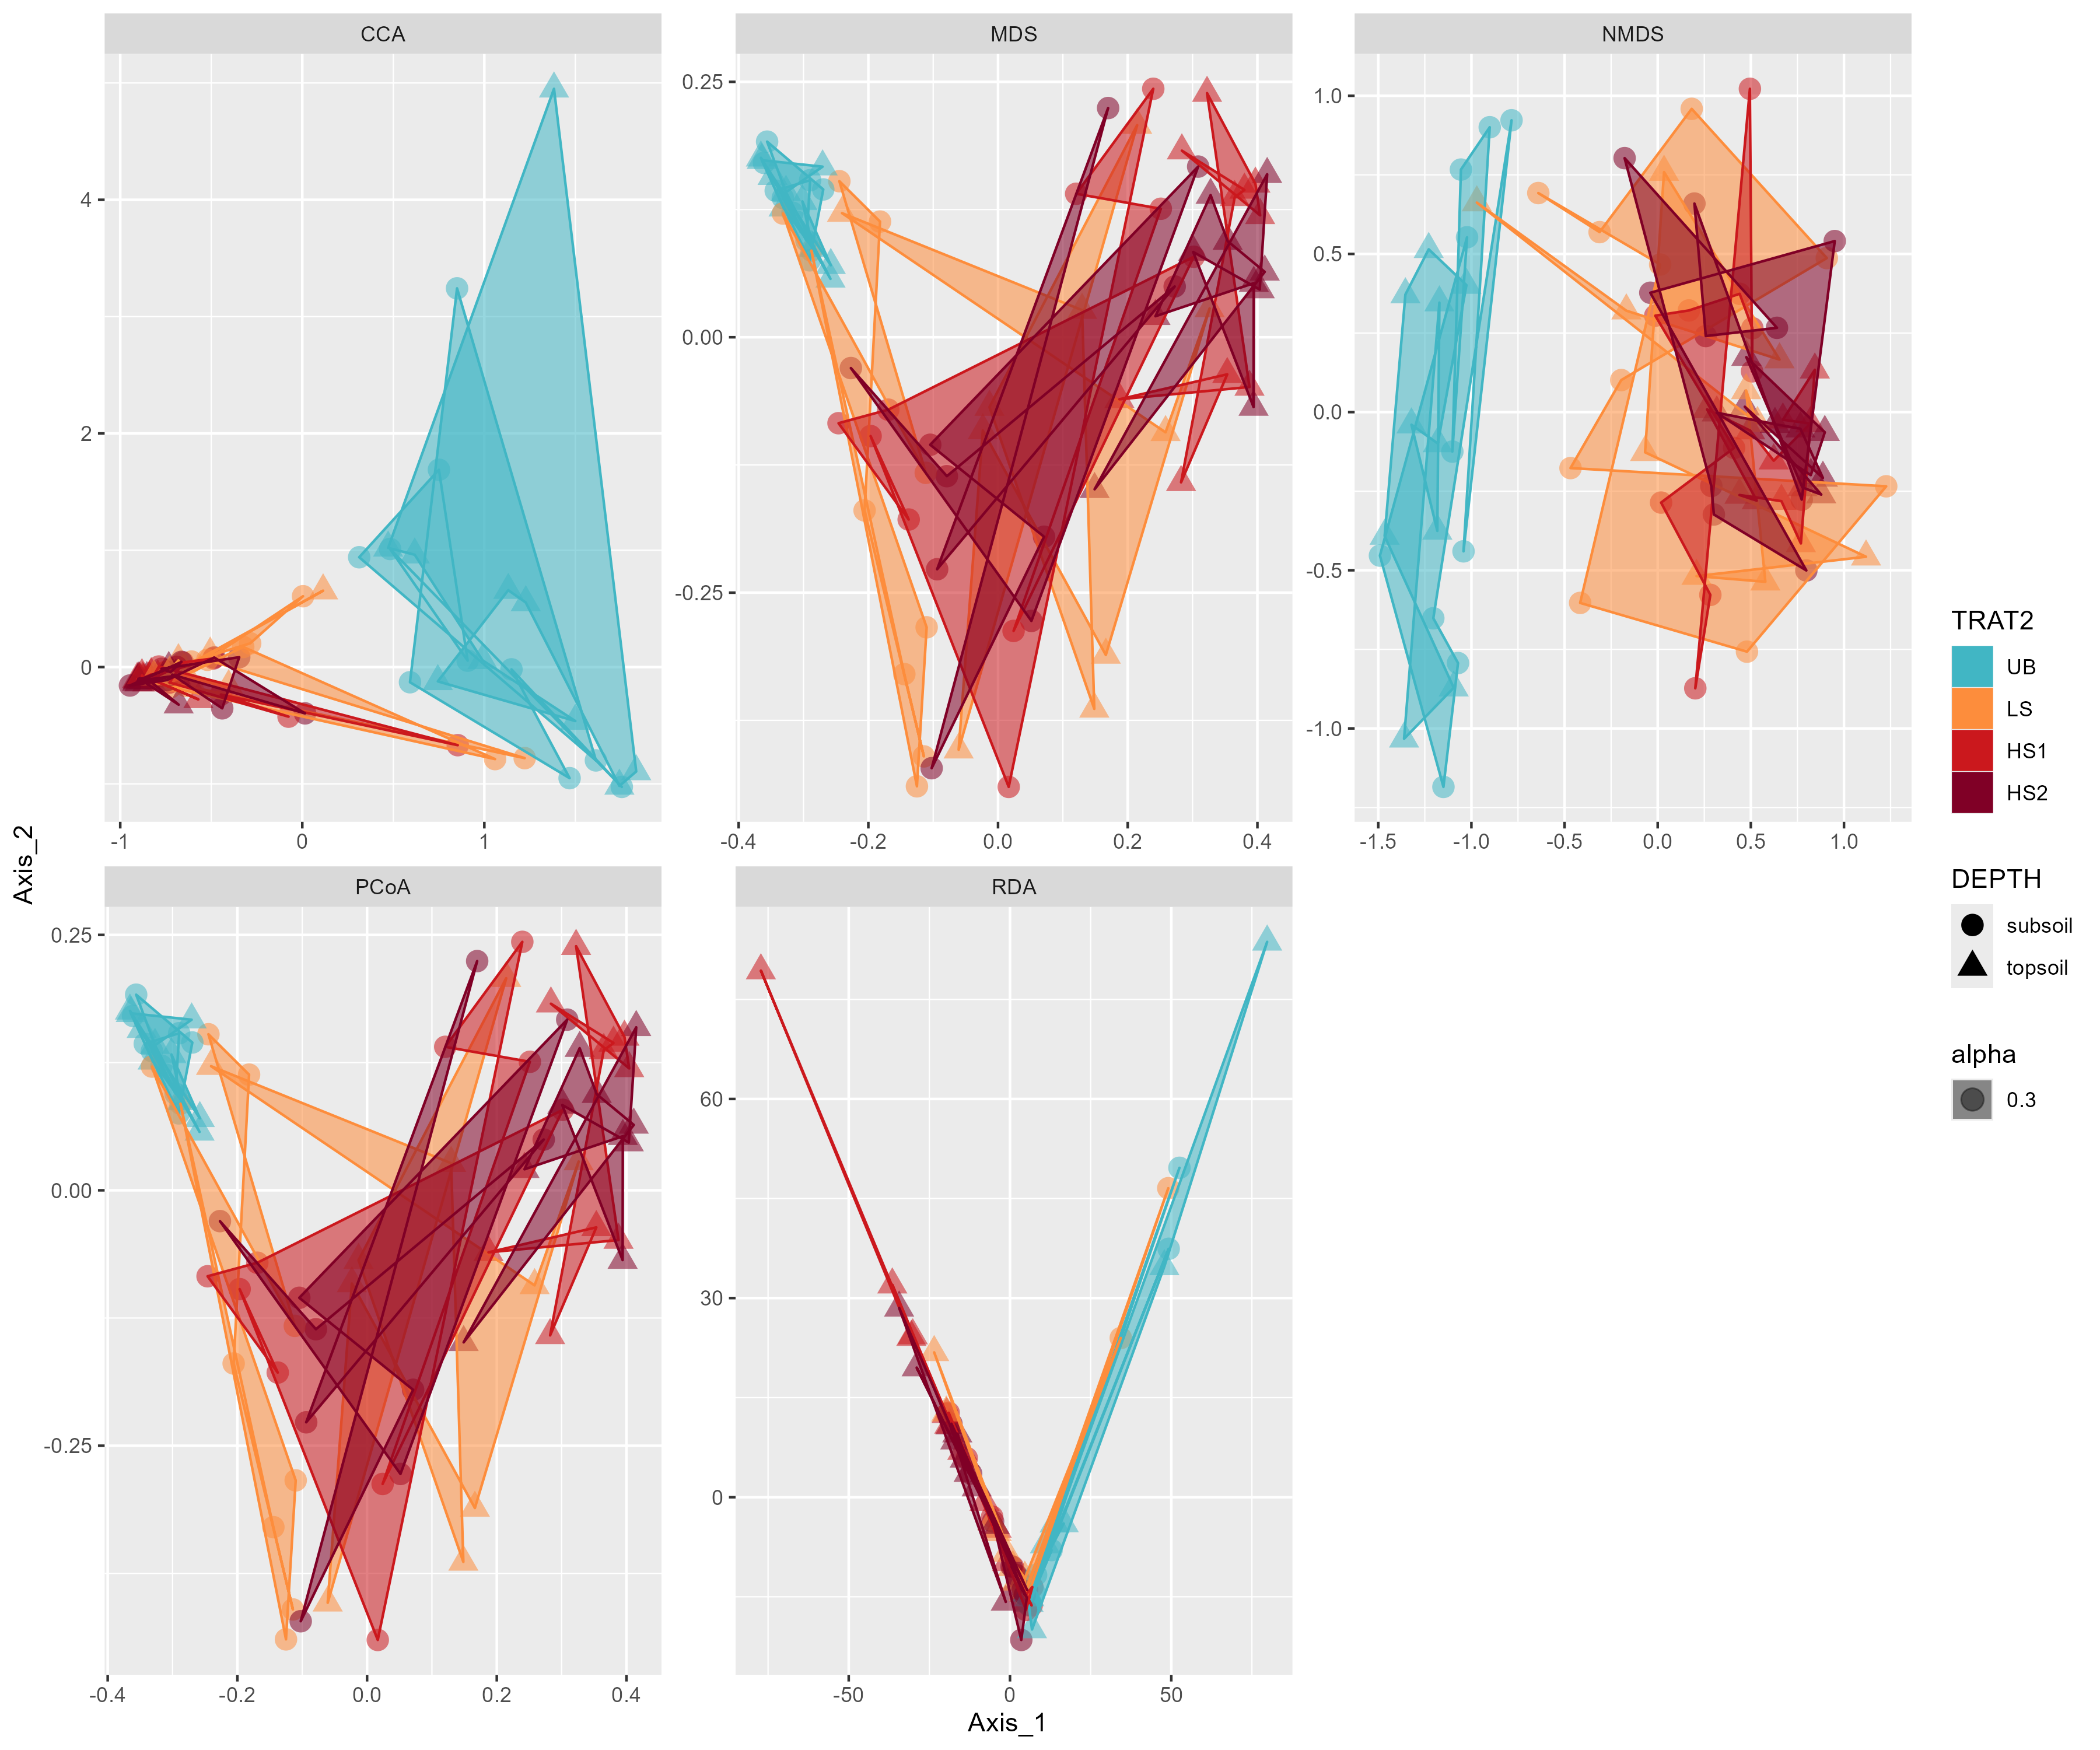 CCA
MDS
NMDS
4
2
0
-1 0 1
0.25
0.00
-0.25
-0.4 -0.2 0.0 0.2 0.4
1.0
0.5
0.0
-0.5
-1.0
-1.5 -1.0 -0.5 0.0 0.5 1.0
Axis_2
PCoA
RDA
0.25
0.00
-0.25
-0.4 -0.2 0.0 0.2 0.4
60
30
0
-50 0 50
Axis_1
TRAT2
UB
LS
HS1
HS2
DEPTH
subsoil
topsoil
alpha
0.3